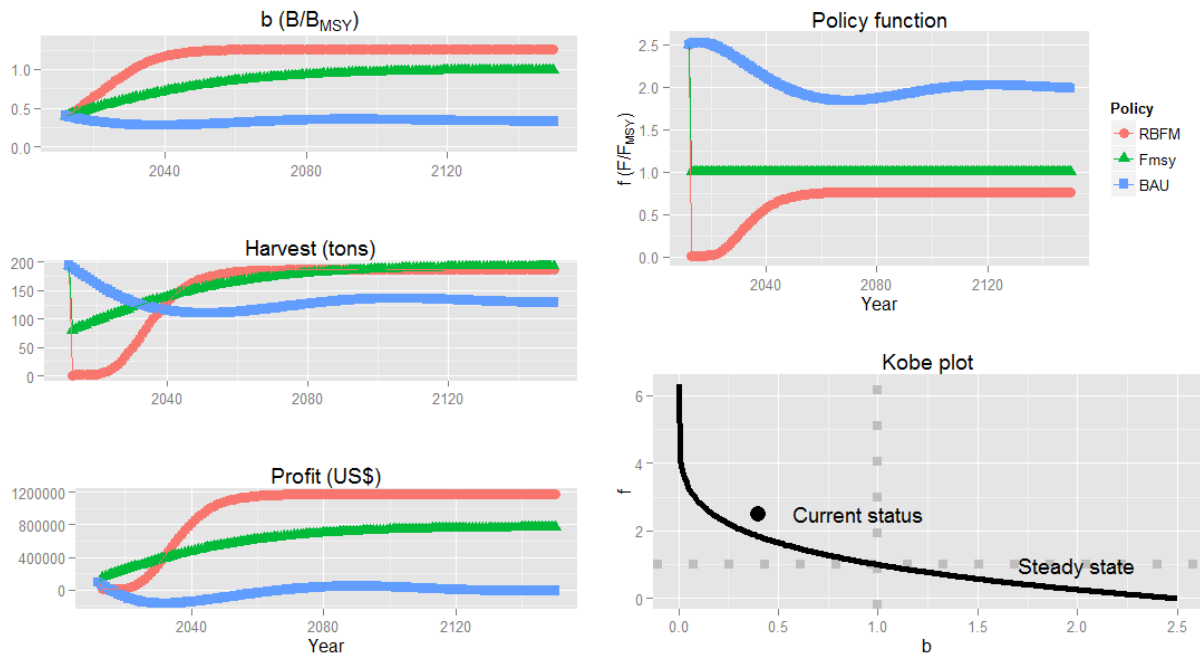 b (B/BMSY)
1.0
0.5
0.0
2040
2080
2120
Harvest (tons)
200
150
100
50
0
2040
2080
2120
Profit (US$)
1200000
800000
400000
0
2040
2080
2120
Year
Policy function
f (F/FMSY)
2.5
2.0
1.5
1.0
0.5
0.0
2040
2080
2120
Year
Policy
RBFM
Fmsy
BAU
Kobe plot
f
6
4
2
0
Current status
Steady state
0.0
0.5
1.0
1.5
2.0
2.5
b